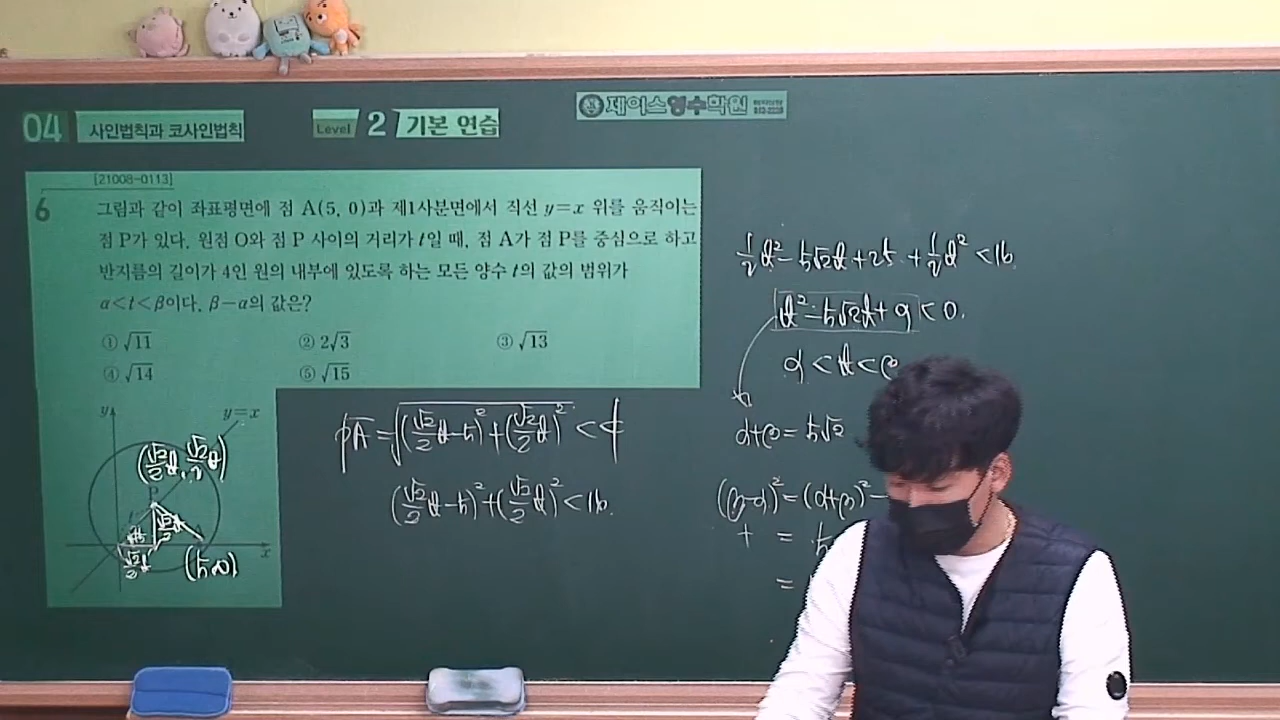 제이스영수학원
04 사인법칙과 코사인법칙
Level 2 기본 연습
[21008-0113]
6 그림과 같이 좌표평면에 점 A(5, 0)과 제1사분면에서 직선 y=x 위를 움직이는
점 P가 있다. 원점 O와 점 P 사이의 거리가 t일 때, 점 A가 점 P를 중심으로 하고
반지름의 길이가 4인 원의 내부에 있도록 하는 모든 양수 t의 값의 범위가
α<t<β이다. β-α의 값은?
① √11 ② 2√3 ③ √13
④ √14 ⑤ √15
y y=x
(√2/2 t, √2/2 t)
P
√2/2 t
√2/2 t
(5, 0)
x
PA = √((√2/2 t-5)²+(√2/2 t)²) < 4
(√2/2 t-5)²+(√2/2 t)² < 16.
1/2 t²-5√2t+25+1/2 t² < 16.
t²-5√2t+9 < 0.
α < t < β
α+β = 5√2
(β-α)² = (α+β)² -
=
=